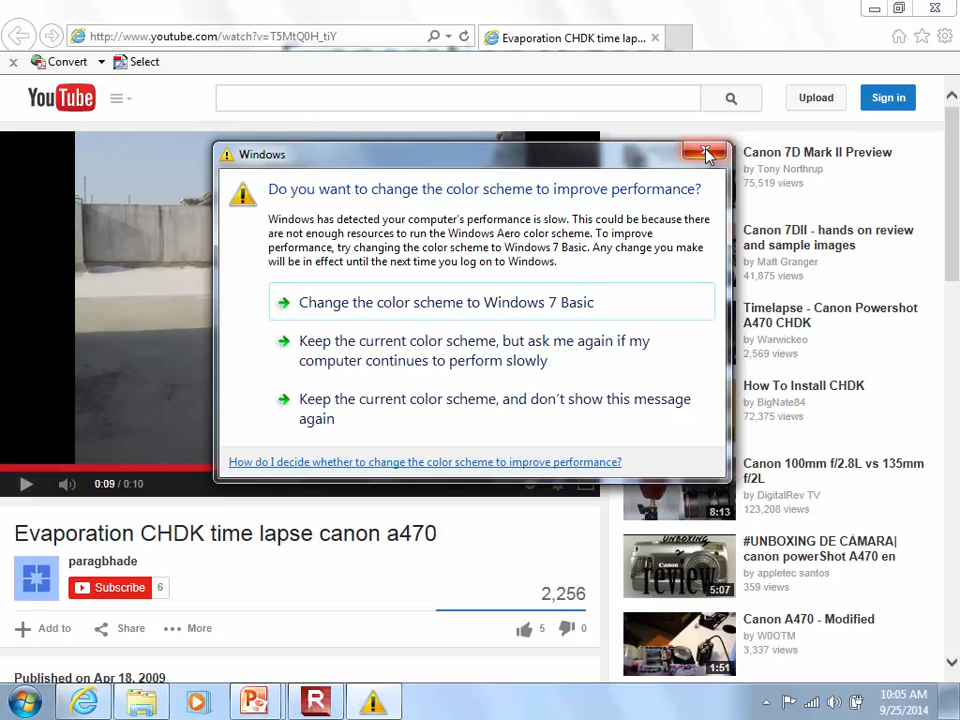 http://www.youtube.com/watch?v=T5MtQ0H_tiY
Evaporation CHDK time lap...
Convert
Select
YouTube
Upload
Sign in
Windows
Do you want to change the color scheme to improve performance?
Windows has detected your computer's performance is slow. This could be because there
are not enough resources to run the Windows Aero color scheme. To improve
performance, try changing the color scheme to Windows 7 Basic. Any change you make
will be in effect until the next time you log on to Windows.
Change the color scheme to Windows 7 Basic
Keep the current color scheme, but ask me again if my
computer continues to perform slowly
Keep the current color scheme, and don't show this message
again
How do I decide whether to change the color scheme to improve performance?
0:09 / 0:10
Evaporation CHDK time lapse canon a470
paragbhade
Subscribe 6
2,256
Add to
Share
More
5
0
Published on Apr 18, 2009
Canon 7D Mark II Preview
by Tony Northrup
75,519 views
Canon 7DII - hands on review
and sample images
by Matt Granger
41,875 views
Timelapse - Canon Powershot
A470 CHDK
by Warwickeo
2,569 views
How To Install CHDK
by BigNate84
72,375 views
Canon 100mm f/2.8L vs 135mm
f/2L
by DigitalRev TV
123,208 views
8:13
#UNBOXING DE CÂMARA|
canon powerShot A470 en
by appletec santos
359 views
UNBOXING
review
5:07
Canon A470 - Modified
by W0OTM
3,337 views
1:51
10:05 AM
9/25/2014